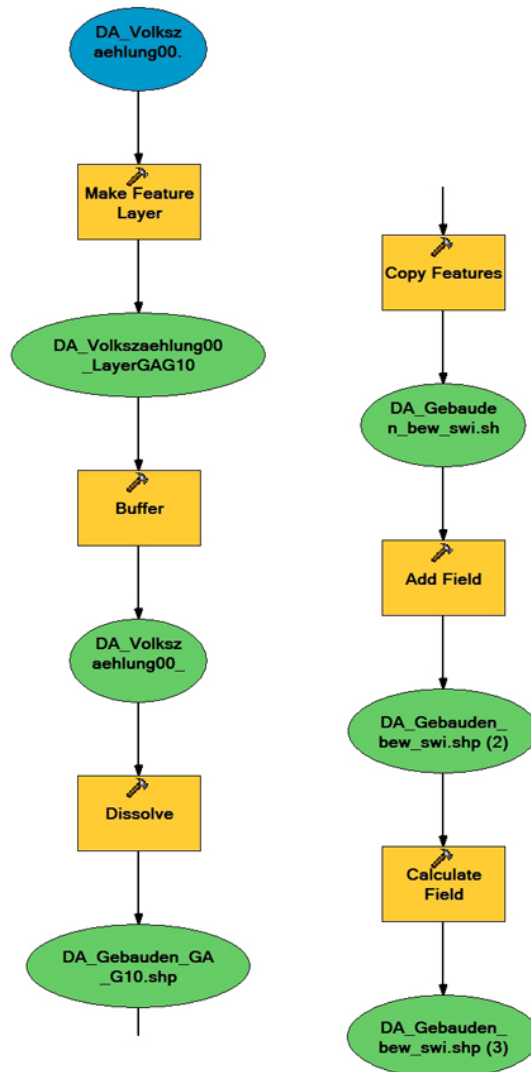 DA_Volksz
aehlung00.
Make Feature
Layer
DA_Volkszaehlung00
_LayerGAG10
Buffer
DA_Volksz
aehlung00_
Dissolve
DA_Gebauden_GA
_G10.shp
Copy Features
DA_Gebaude
n_bew_swi.sh
Add Field
DA_Gebauden_
bew_swi.shp (2)
Calculate
Field
DA_Gebauden_
bew_swi.shp (3)